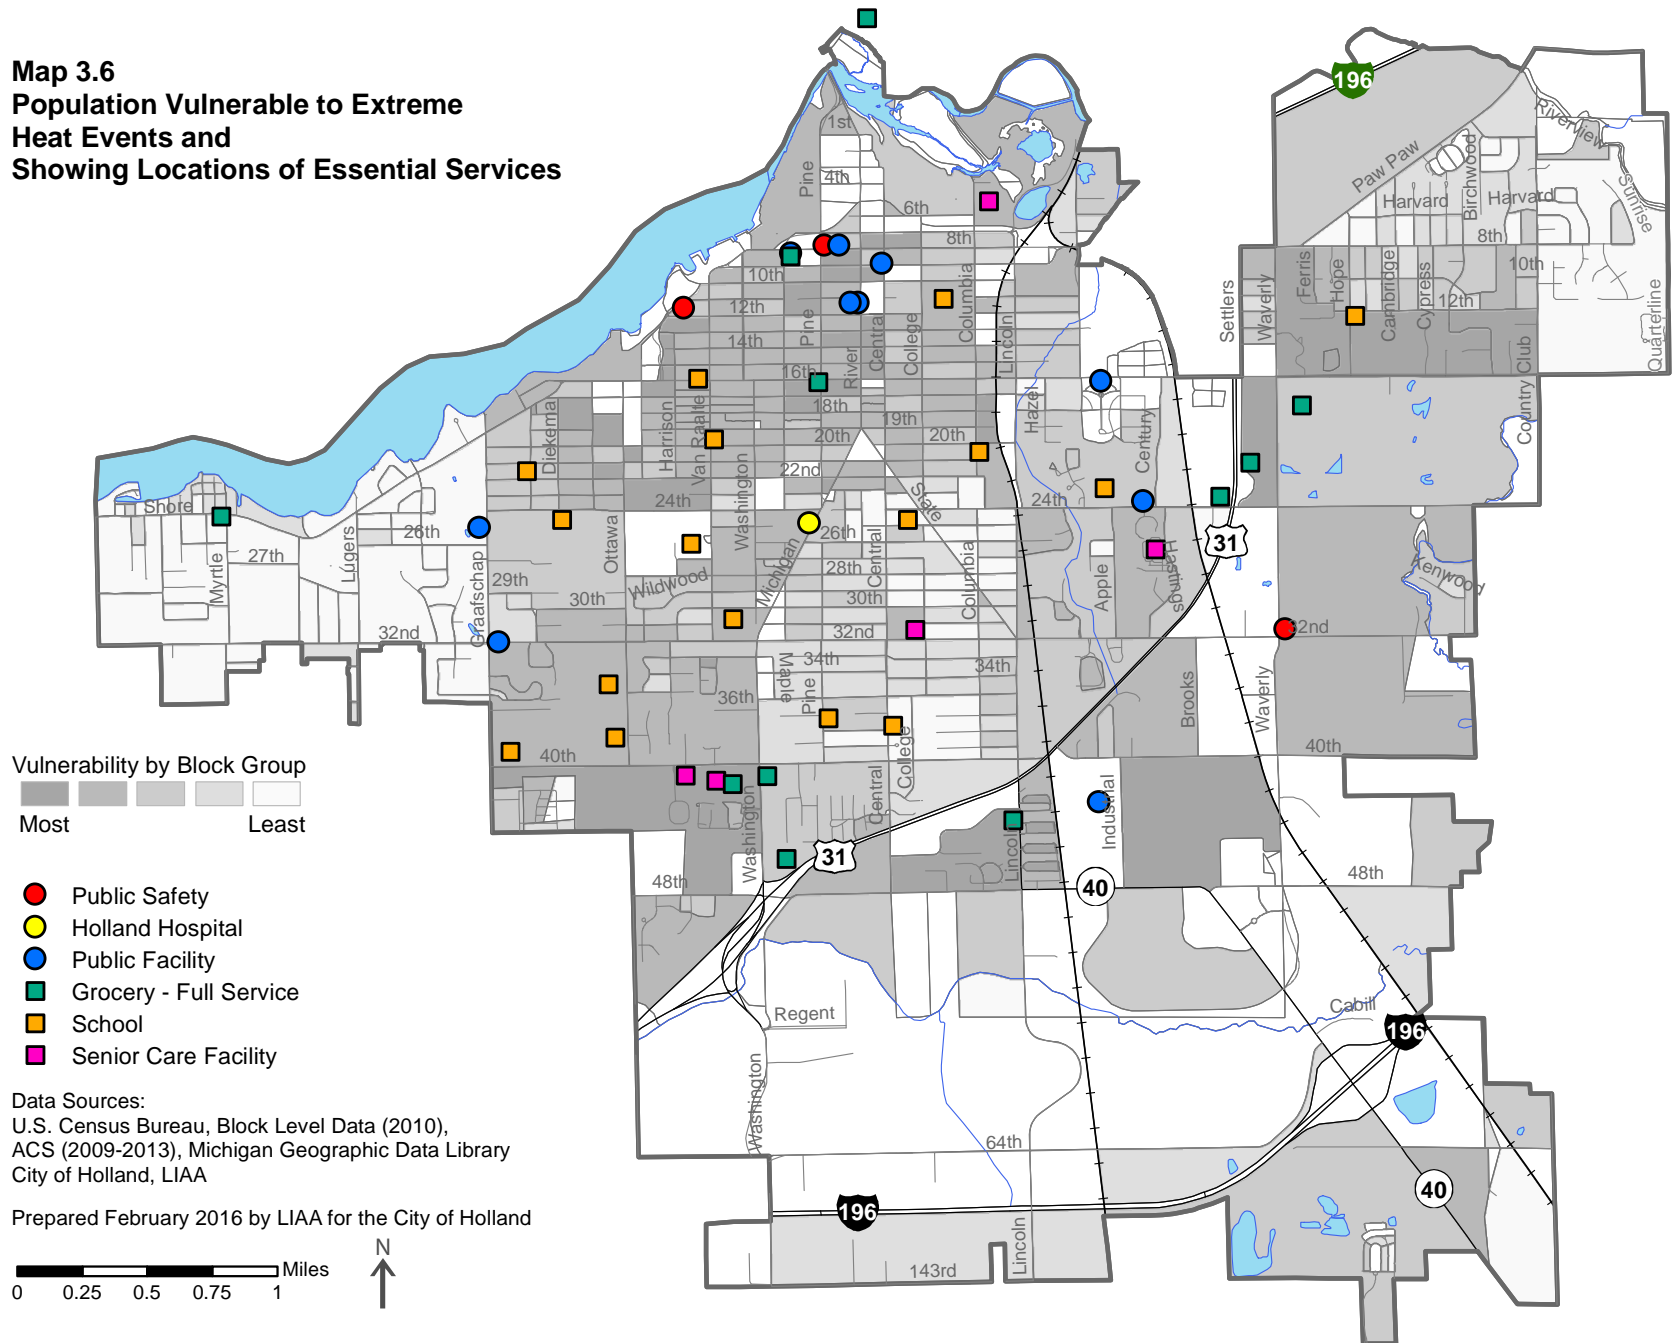 Map 3.6
Population Vulnerable to Extreme
Heat Events and
Showing Locations of Essential Services
196
1st
Pine
4th
6th
8th
10th
12th
14th
16th
18th
19th
20th
20th
22nd
24th
24th
Pine
River
Central
College
Columbia
Lincoln
Hazel
Century
Settlers
Waverly
Ferris
Hope
Cambridge
Cypress
12th
10th
8th
Paw Paw
Harvard
Birchwood
Harvard
Riverview
Sunrise
Quarterline
Country Club
Diekema
Harrison
Van Raalte
Washington
State
Shore
Myrtle
27th
Lugers
26th
Graafschap
29th
30th
32nd
Ottawa
Wildwood
Michigan
26th
28th
30th
32nd
Central
Columbia
Apple
Hastings
31
Kenwood
32nd
34th
34th
Maple
Pine
36th
40th
College
Central
Brooks
Waverly
40th
Washington
31
48th
Lincoln
Industrial
40
48th
Vulnerability by Block Group
Most
Least
Public Safety
Holland Hospital
Public Facility
Grocery - Full Service
School
Senior Care Facility
Regent
Cabill
196
Washington
64th
196
Lincoln
143rd
40
Data Sources:
U.S. Census Bureau, Block Level Data (2010),
ACS (2009-2013), Michigan Geographic Data Library
City of Holland, LIAA
Prepared February 2016 by LIAA for the City of Holland
N
Miles
0 0.25 0.5 0.75 1